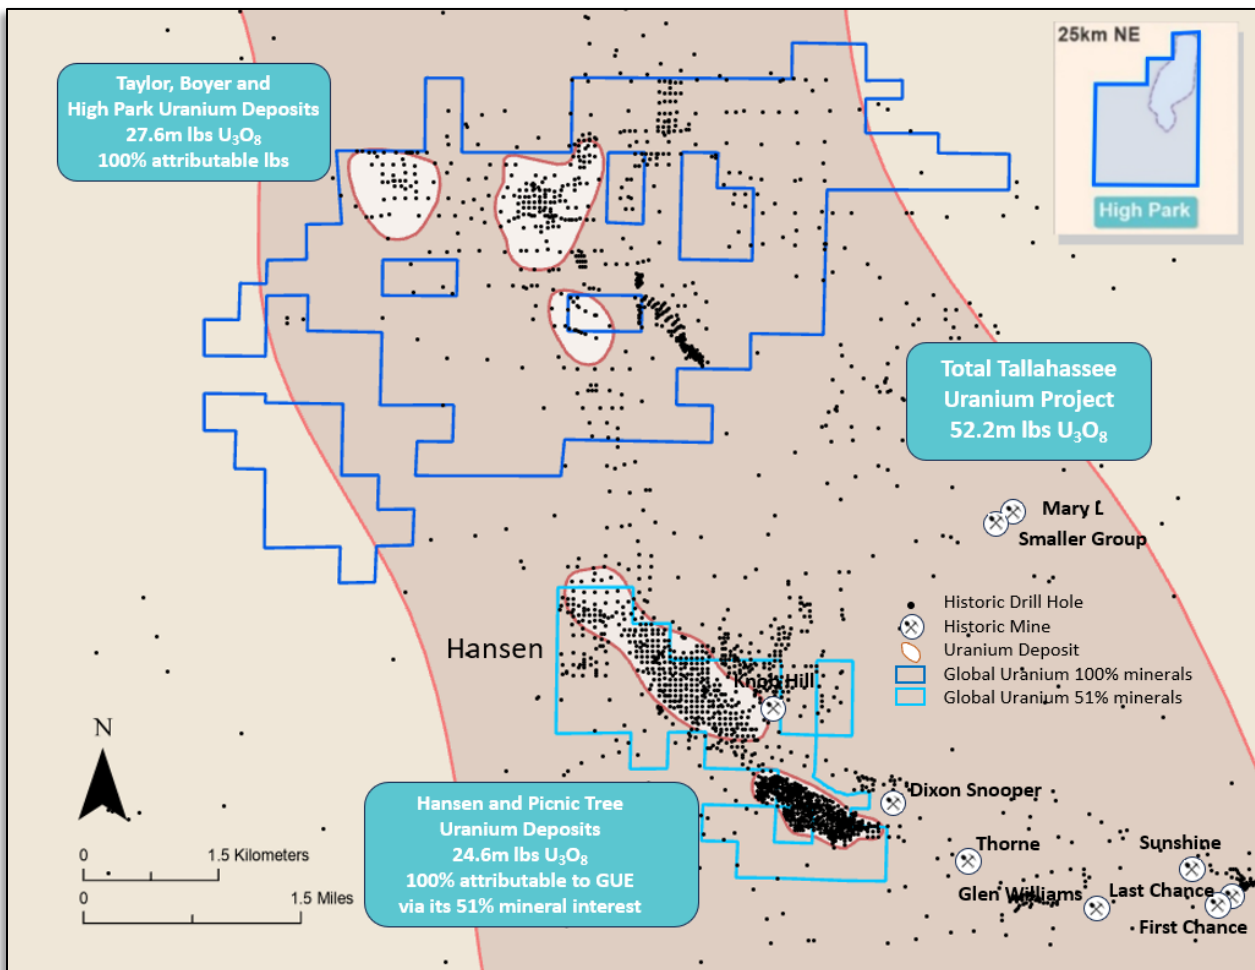 25km NE
High Park
Taylor, Boyer and
High Park Uranium Deposits
27.6m lbs U₃O₈
100% attributable lbs
Total Tallahassee
Uranium Project
52.2m lbs U₃O₈
Mary L
Smaller Group
Historic Drill Hole
Historic Mine
Uranium Deposit
Global Uranium 100% minerals
Global Uranium 51% minerals
Hansen
Knob Hill
N
0 1.5 Kilometers
0 1.5 Miles
Hansen and Picnic Tree
Uranium Deposits
24.6m lbs U₃O₈
100% attributable to GUE
via its 51% mineral interest
Dixon Snooper
Thorne
Sunshine
Glen Williams
Last Chance
First Chance